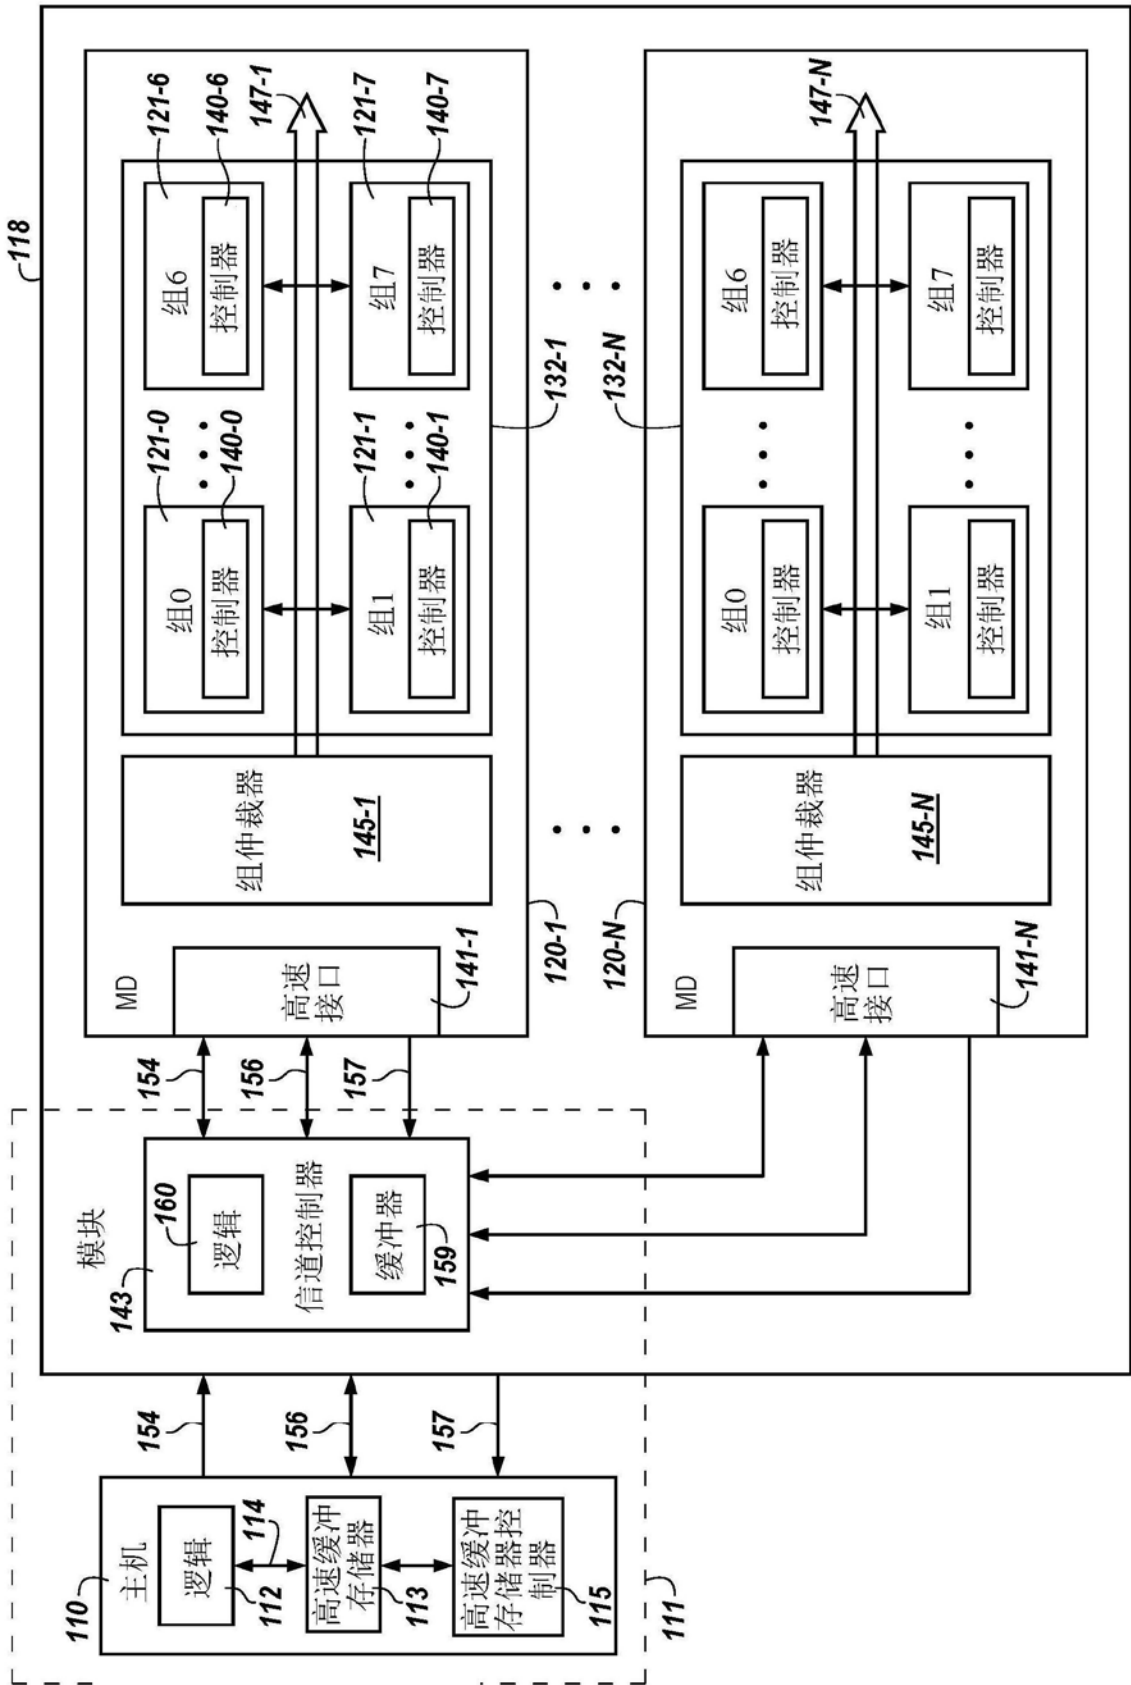 118
模块
143
160
逻辑
信道控制器
缓冲器
159
110
主机
逻辑
112
114
高速缓冲
存储器
113
高速缓冲
存储器控
制器
115
111
154
156
157
154
156
157
MD
高速
接口
141-1
120-1
组仲裁器
145-1
组0
控制器
121-0
140-0
组6
控制器
121-6
140-6
147-1
组1
控制器
121-1
140-1
组7
控制器
121-7
140-7
132-1
MD
高速
接口
141-N
120-N
组仲裁器
145-N
132-N
组0
控制器
组6
控制器
147-N
组1
控制器
组7
控制器